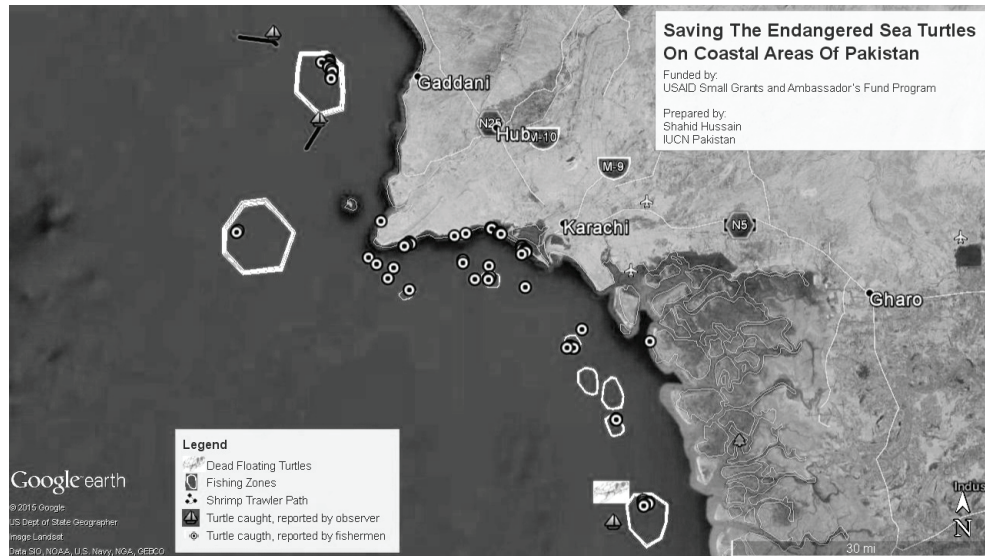 Saving The Endangered Sea Turtles
On Coastal Areas Of Pakistan
Funded by:
USAID Small Grants and Ambassador's Fund Program
Prepared by:
Shahid Hussain
IUCN Pakistan
Gaddani
N25
Hub
M-10
M-9
Karachi
N5
Gharo
Legend
Dead Floating Turtles
Fishing Zones
Shrimp Trawler Path
Turtle caught, reported by observer
Turtle caugth, reported by fishermen
Google earth
© 2015 Google
US Dept of State Geographer
Image Landsat
Data SIO, NOAA, U.S. Navy, NGA, GEBCO
Indus
N
30 mi